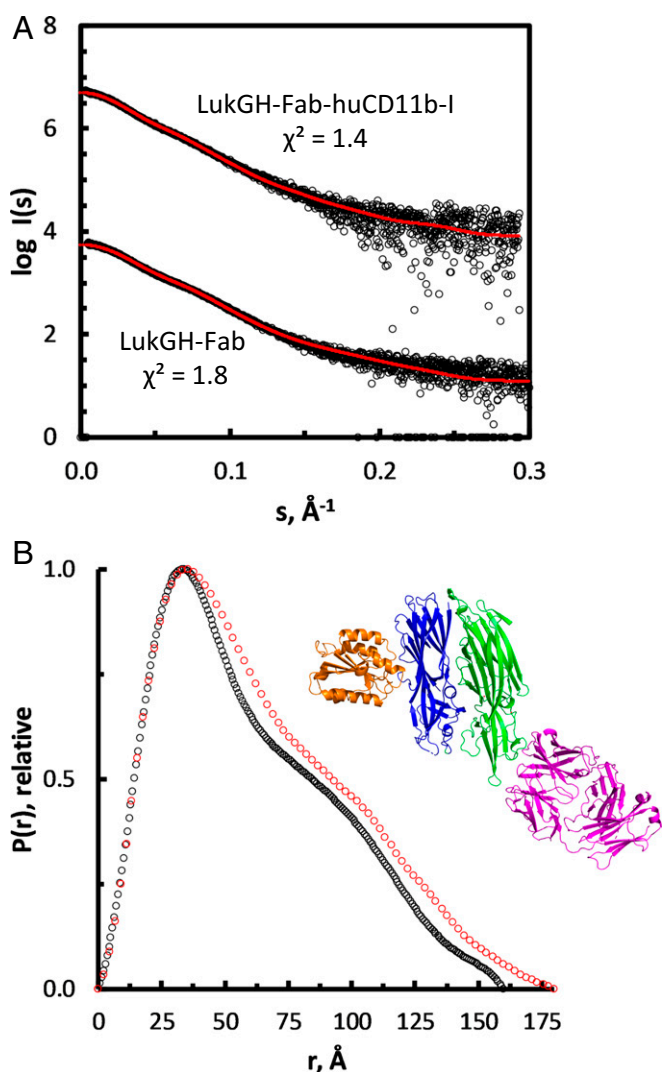 A
8
6
4
2
0
log I(s)
LukGH-Fab-huCD11b-I
χ² = 1.4
LukGH-Fab
χ² = 1.8
0.0 0.1 0.2 0.3
s, Å⁻¹
B
1.0
0.5
0.0
P(r), relative
0 25 50 75 100 125 150 175
r, Å